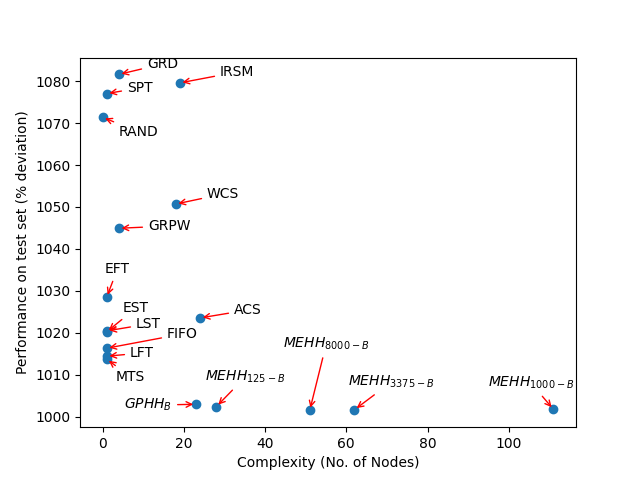 GRD
IRSM
SPT
RAND
WCS
GRPW
EFT
EST
LST
ACS
FIFO
LFT
MTS
MEHH8000−B
MEHH125−B
MEHH3375−B
MEHH1000−B
GPHHB
1080
1070
1060
1050
1040
1030
1020
1010
1000
Performance on test set (% deviation)
0 20 40 60 80 100
Complexity (No. of Nodes)